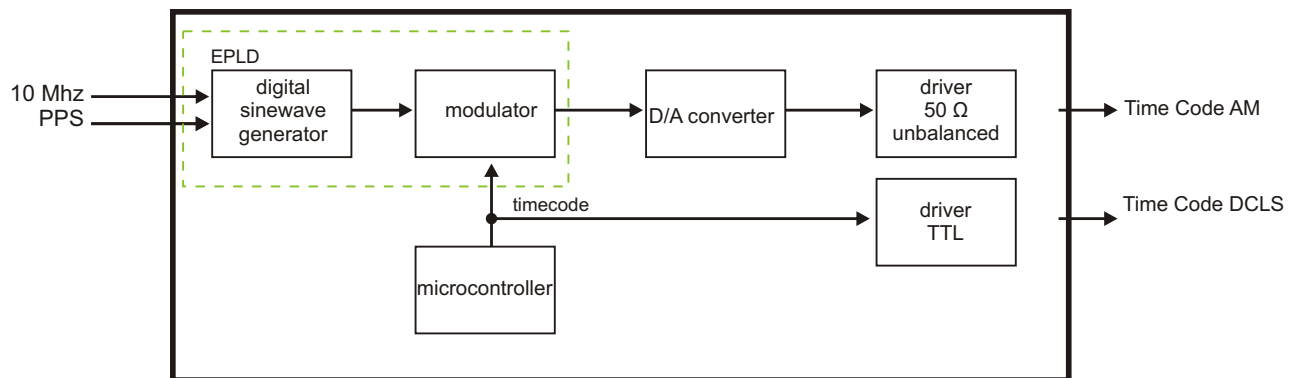 EPLD
10 Mhz
PPS
digital
sinewave
generator
modulator
D/A converter
driver
50 Ω
unbalanced
Time Code AM
timecode
driver
TTL
Time Code DCLS
microcontroller